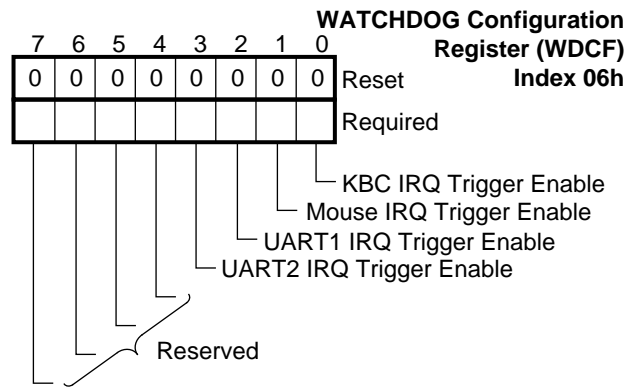 WATCHDOG Configuration
Register (WDCF)
Index 06h
7 6 5 4 3 2 1 0
0 0 0 0 0 0 0 0 Reset
Required
KBC IRQ Trigger Enable
Mouse IRQ Trigger Enable
UART1 IRQ Trigger Enable
UART2 IRQ Trigger Enable
Reserved